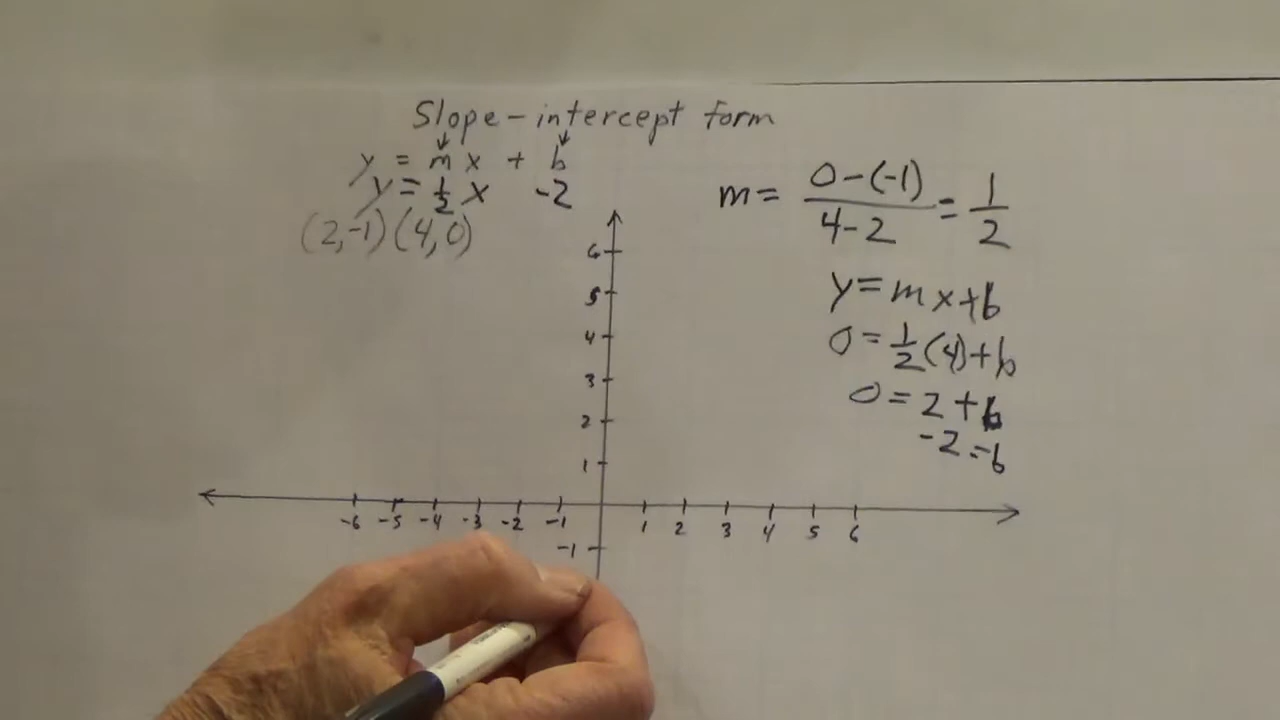 Slope-intercept form
y = mx + b
y = 1/2 x -2
(2,-1) (4,0)
m = 0-(-1)/4-2 = 1/2
y = mx+b
0 = 1/2(4)+b
0 = 2+b
-2=b
6
5
4
3
2
1
-6 -5 -4 -3 -2 -1 1 2 3 4 5 6
-1